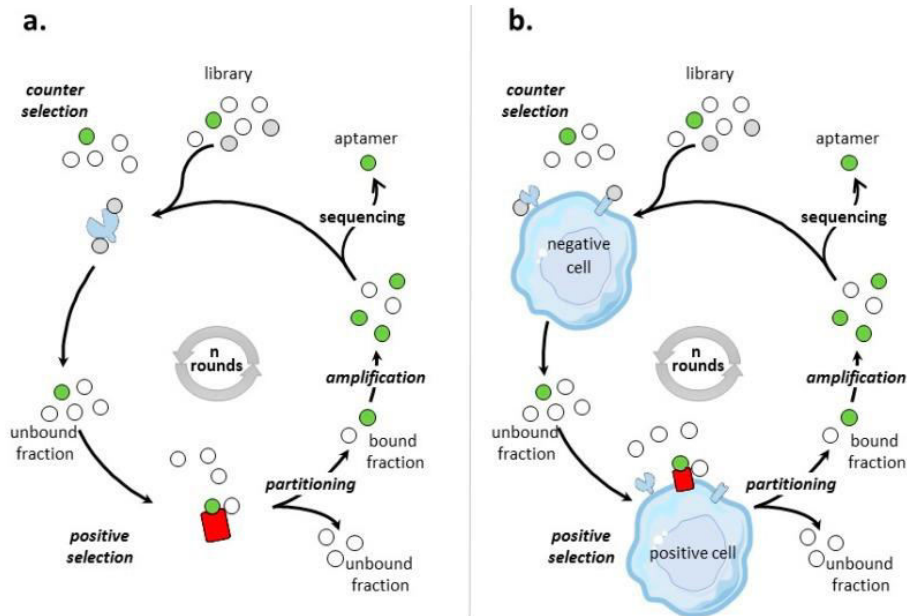 a.
library
counter
selection
aptamer
sequencing
n
rounds
amplification
unbound
fraction
bound
fraction
partitioning
positive
selection
unbound
fraction
b.
library
counter
selection
aptamer
sequencing
negative
cell
n
rounds
amplification
unbound
fraction
bound
fraction
partitioning
positive
selection
positive cell
unbound
fraction